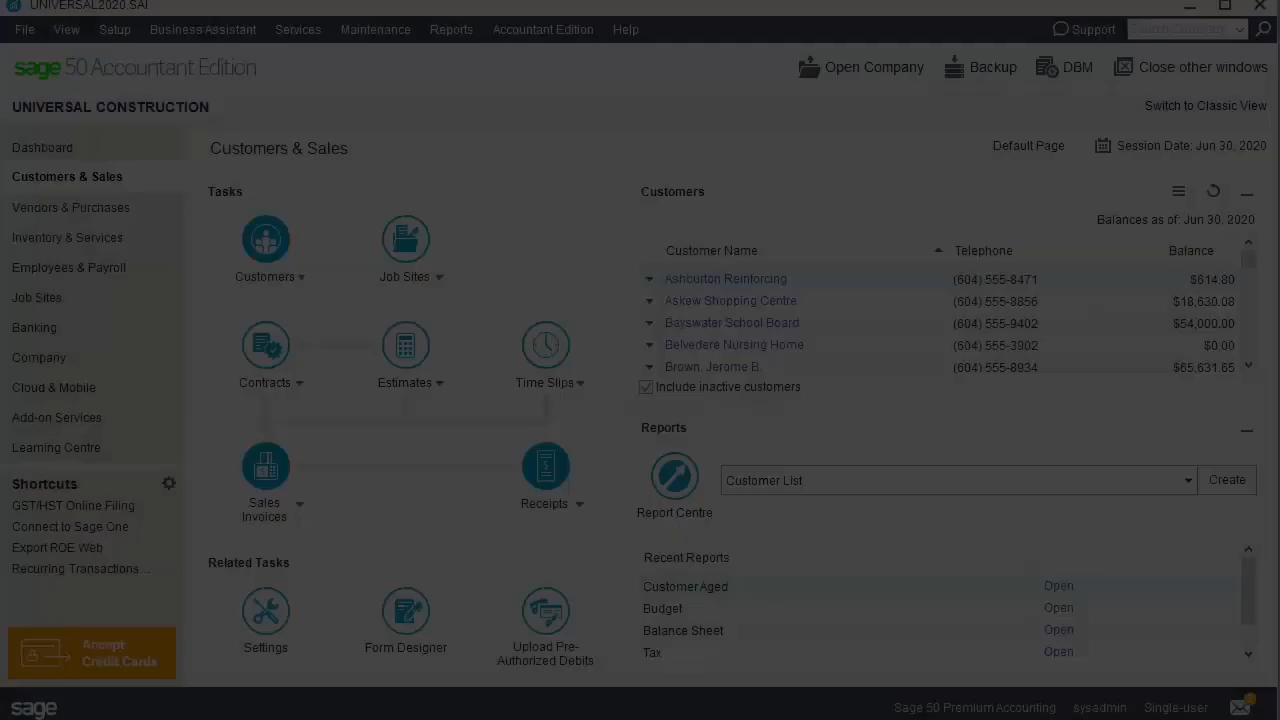 UNIVERSAL2020.SAI
File View Setup Business Assistant Services Maintenance Reports Accountant Edition Help Support Search Company
sage 50 Accountant Edition Open Company Backup DBM Close other windows
UNIVERSAL CONSTRUCTION Switch to Classic View
Dashboard
Customers & Sales
Vendors & Purchases
Inventory & Services
Employees & Payroll
Job Sites
Banking
Company
Cloud & Mobile
Add-on Services
Learning Centre
Shortcuts
GST/HST Online Filing
Connect to Sage One
Export ROE Web
Recurring Transactions...
Accept
Credit Cards
Customers & Sales Default Page Session Date: Jun 30, 2020
Tasks
Customers Job Sites
Contracts Estimates Time Slips
Sales
Invoices
Receipts
Related Tasks
Settings Form Designer Upload Pre-
Authorized Debits
Customers
Balances as of: Jun 30, 2020
Customer Name Telephone Balance
Ashburton Reinforcing (604) 555-8471 $614.80
Askew Shopping Centre (604) 555-8856 $18,630.08
Bayswater School Board (604) 555-9402 $54,000.00
Belvedere Nursing Home (604) 555-3902 $0.00
Brown, Jerome B. (604) 555-8934 $65,631.65
Include inactive customers
Reports
Report Centre
Customer List Create
Recent Reports
Customer Aged Open
Budget Open
Balance Sheet Open
Tax Open
sage Sage 50 Premium Accounting sysadmin Single-user